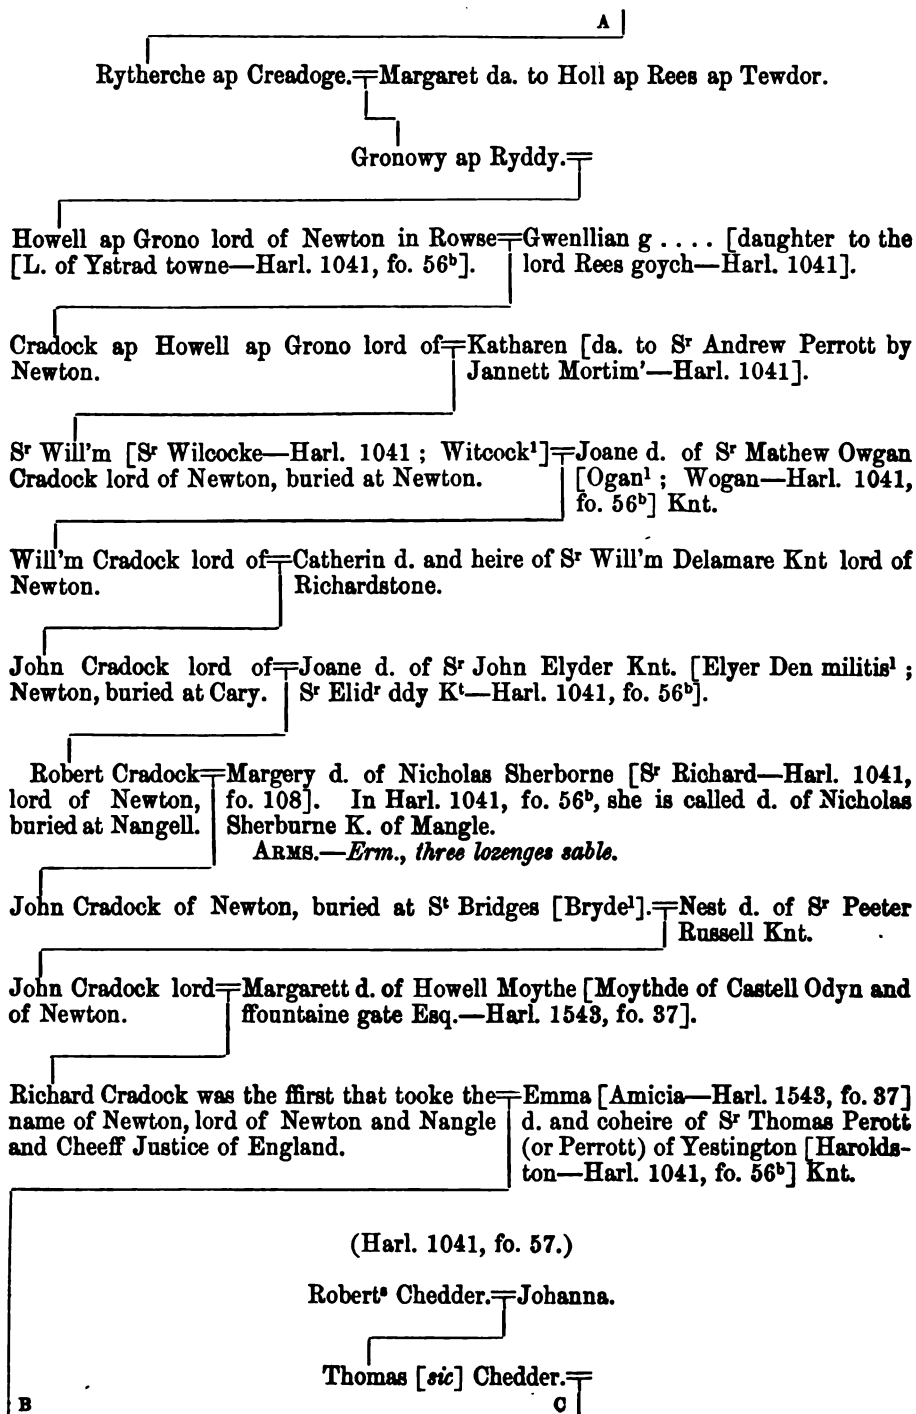 A
Rytherche ap Creadoge.=Margaret da. to Holl ap Rees ap Tewdor.
Gronowy ap Ryddy.=
Howell ap Grono lord of Newton in Rowse=Gwenllian g . . . . [daughter to the
[L. of Ystrad towne—Harl. 1041, fo. 56ᵇ]. lord Rees goych—Harl. 1041].
Cradock ap Howell ap Grono lord of=Katharen [da. to Sʳ Andrew Perrott by
Newton. Jannett Mortim'—Harl. 1041].
Sʳ Will'm [Sʳ Wilcocke—Harl. 1041 ; Witcock¹]=Joane d. of Sʳ Mathew Owgan
Cradock lord of Newton, buried at Newton. [Ogan¹ ; Wogan—Harl. 1041,
fo. 56ᵇ] Knt.
Will'm Cradock lord of=Catherin d. and heire of Sʳ Will'm Delamare Knt lord of
Newton. Richardstone.
John Cradock lord of=Joane d. of Sʳ John Elyder Knt. [Elyer Den militis¹ ;
Newton, buried at Cary. Sʳ Elidʳ ddy Kᵗ—Harl. 1041, fo. 56ᵇ].
Robert Cradock=Margery d. of Nicholas Sherborne [Sʳ Richard—Harl. 1041,
lord of Newton, fo. 108]. In Harl. 1041, fo. 56ᵇ, she is called d. of Nicholas
buried at Nangell. Sherburne K. of Mangle.
ARMS.—Erm., three lozenges sable.
John Cradock of Newton, buried at Sᵗ Bridges [Bryde¹].=Nest d. of Sʳ Peeter
Russell Knt.
John Cradock lord=Margarett d. of Howell Moythe [Moythde of Castell Odyn and
of Newton. ffountaine gate Esq.—Harl. 1543, fo. 37].
Richard Cradock was the ffirst that tooke the=Emma [Amicia—Harl. 1543, fo. 37]
name of Newton, lord of Newton and Nangle d. and coheire of Sʳ Thomas Perott
and Cheeff Justice of England. (or Perrott) of Yestington [Harolds-
ton—Harl. 1041, fo. 56ᵇ] Knt.
(Harl. 1041, fo. 57.)
Robertˢ Chedder.=Johanna.
Thomas [sic] Chedder.=
B C